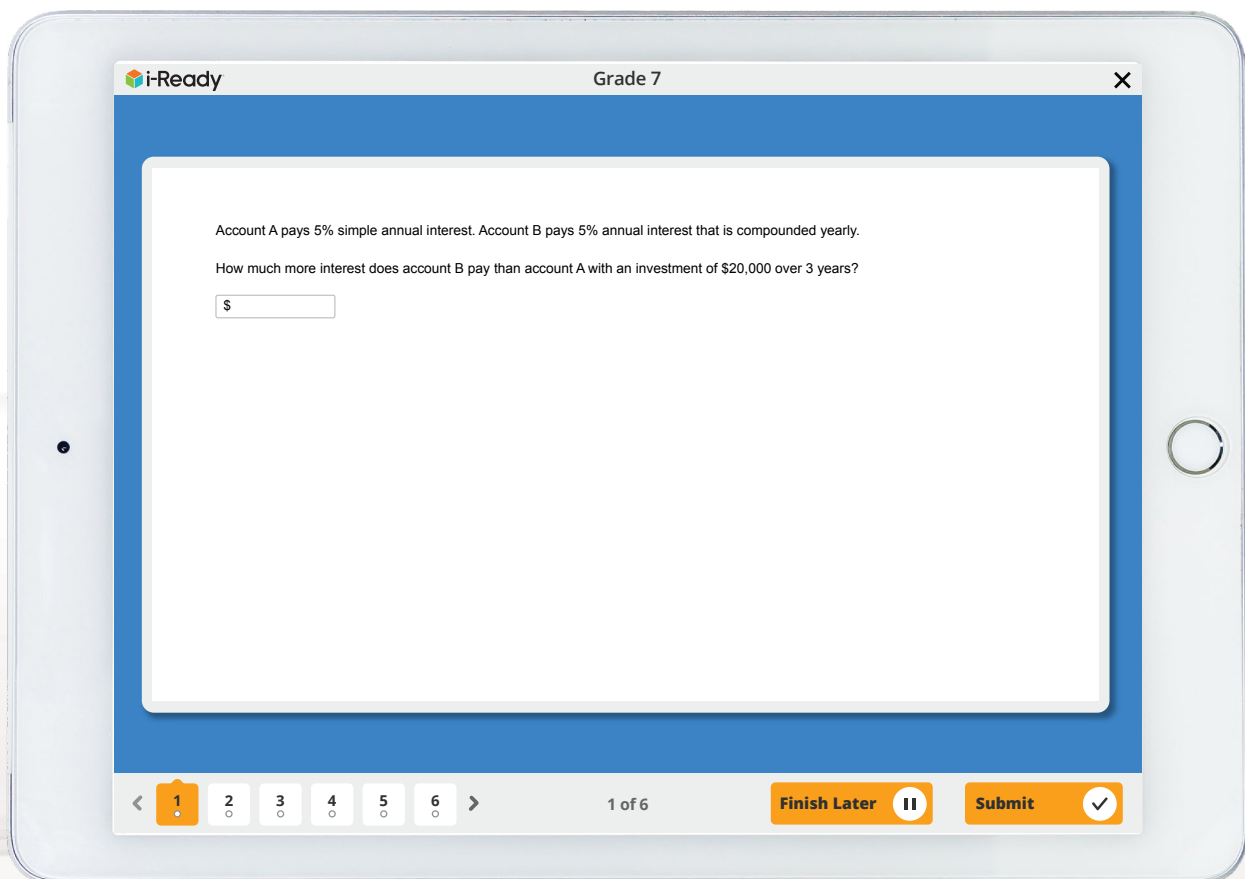 i-Ready
Grade 7
Account A pays 5% simple annual interest. Account B pays 5% annual interest that is compounded yearly.
How much more interest does account B pay than account A with an investment of $20,000 over 3 years?
$
1
2
3
4
5
6
1 of 6
Finish Later
Submit